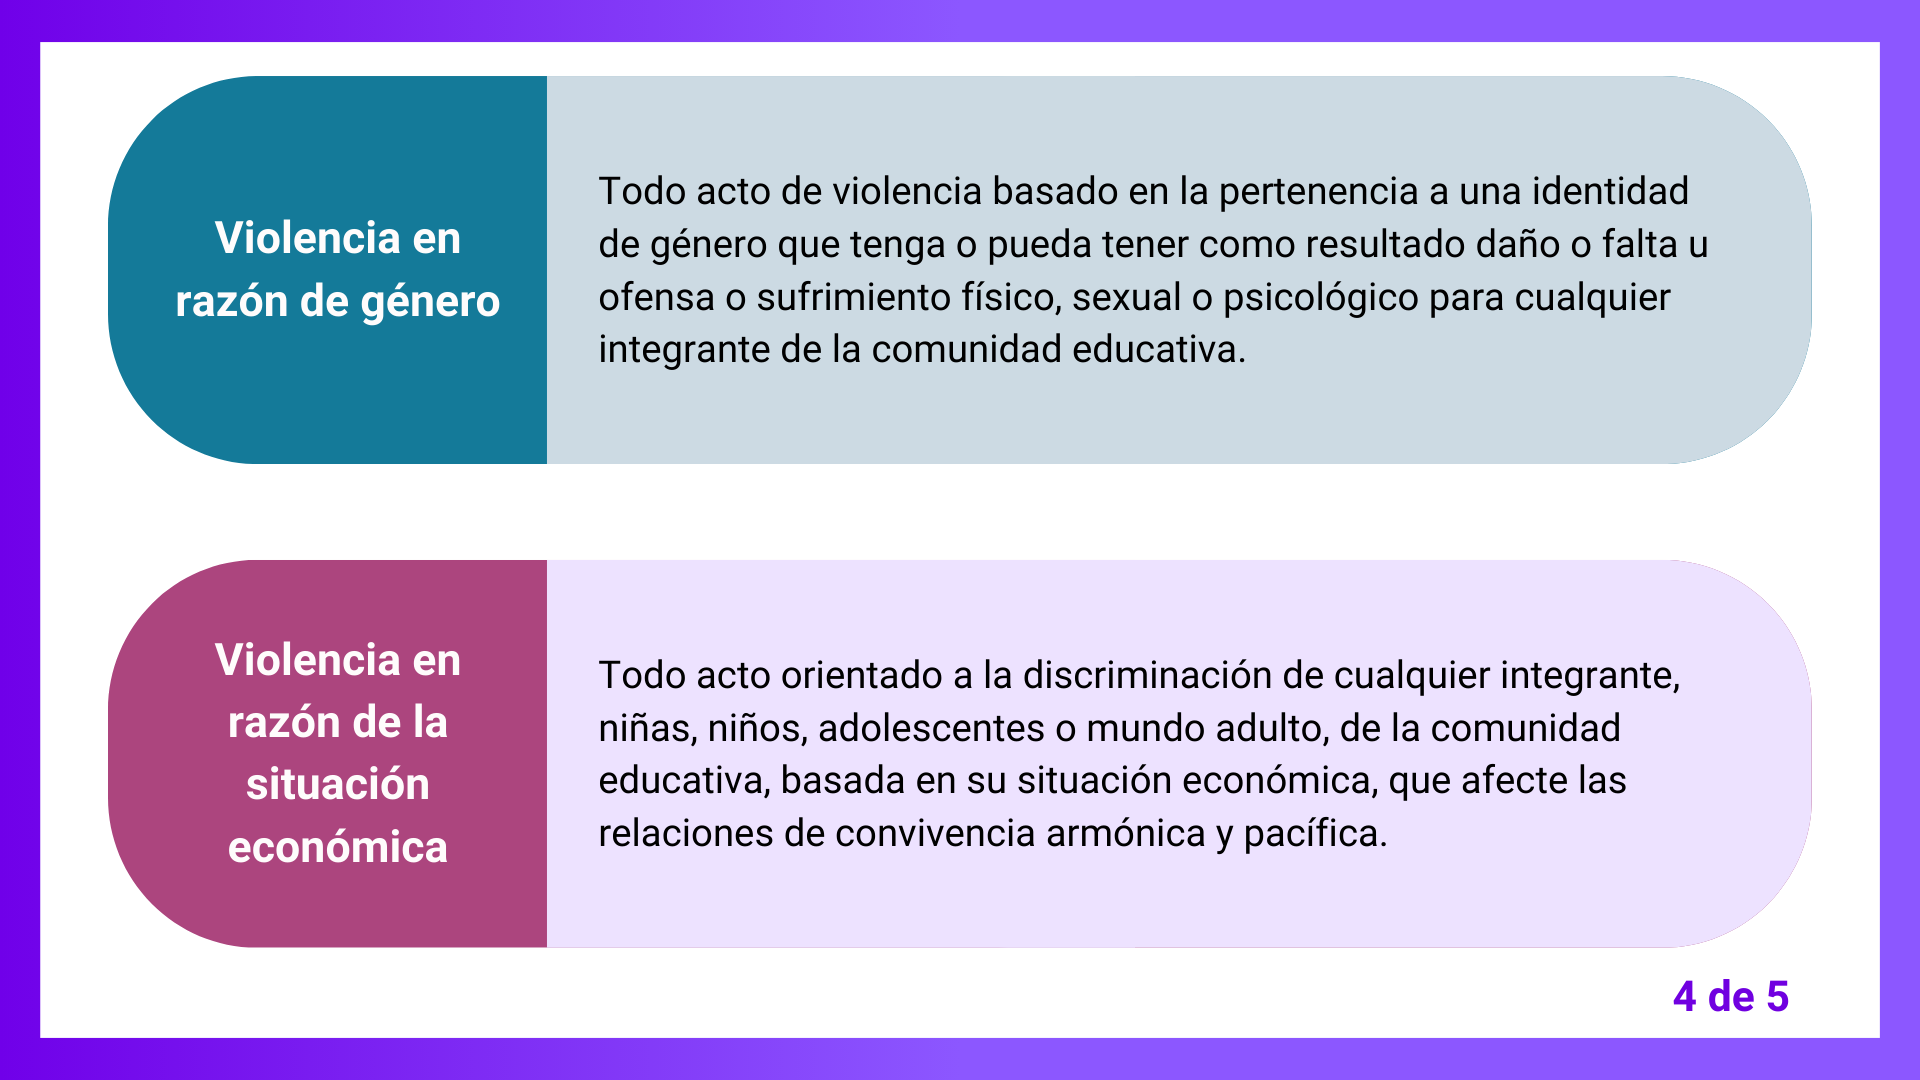 Violencia en
razón de género
Todo acto de violencia basado en la pertenencia a una identidad
de género que tenga o pueda tener como resultado daño o falta u
ofensa o sufrimiento físico, sexual o psicológico para cualquier
integrante de la comunidad educativa.
Violencia en
razón de la
situación
económica
Todo acto orientado a la discriminación de cualquier integrante,
niñas, niños, adolescentes o mundo adulto, de la comunidad
educativa, basada en su situación económica, que afecte las
relaciones de convivencia armónica y pacífica.
4 de 5